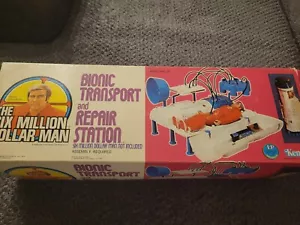 THE
SIX MILLION
DOLLAR MAN
BIONIC
TRANSPORT
and
REPAIR
STATION
SIX MILLION DOLLAR MAN NOT INCLUDED
ASSEMBLY REQUIRED
Kenner
BIONIC
TRANSPORT